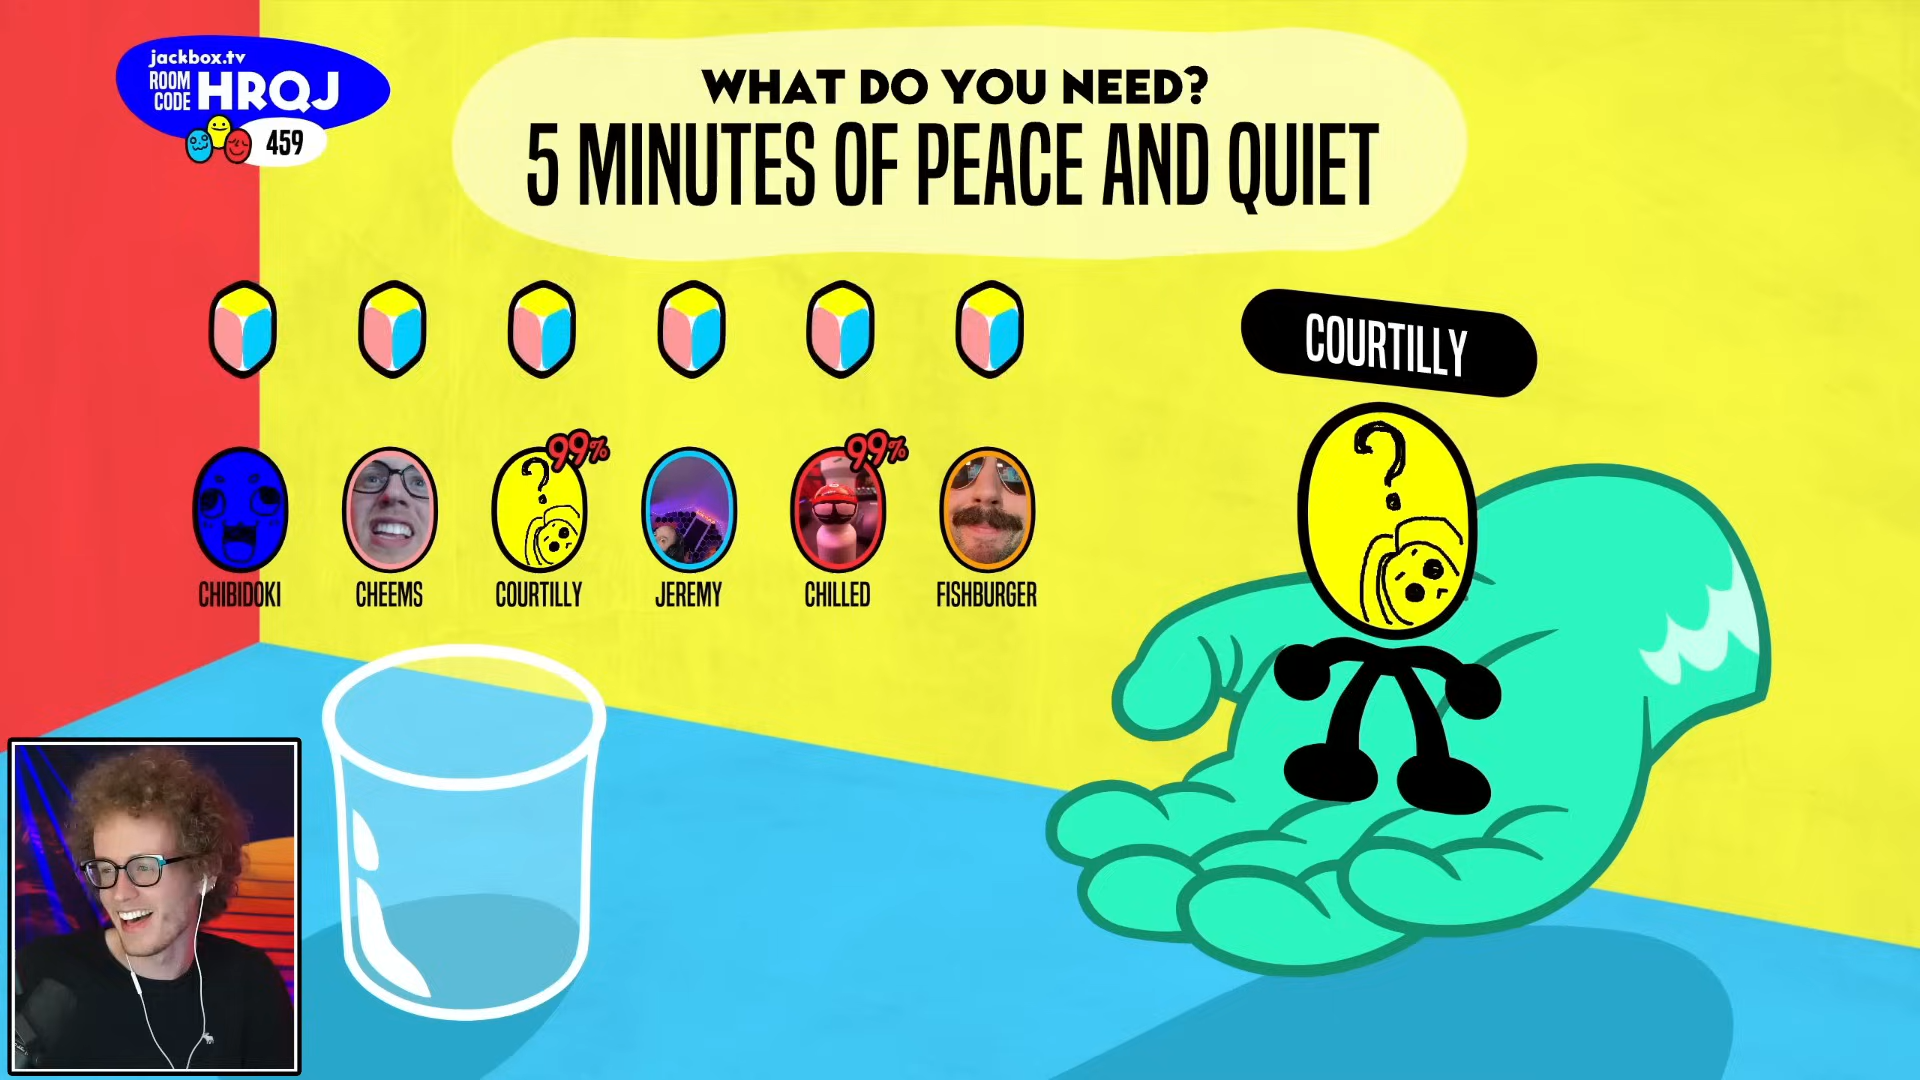 jackbox.tv
ROOM CODE HRQJ
459
WHAT DO YOU NEED?
5 MINUTES OF PEACE AND QUIET
COURTILLY
99%
99%
CHIBIDOKI
CHEEMS
COURTILLY
JEREMY
CHILLED
FISHBURGER